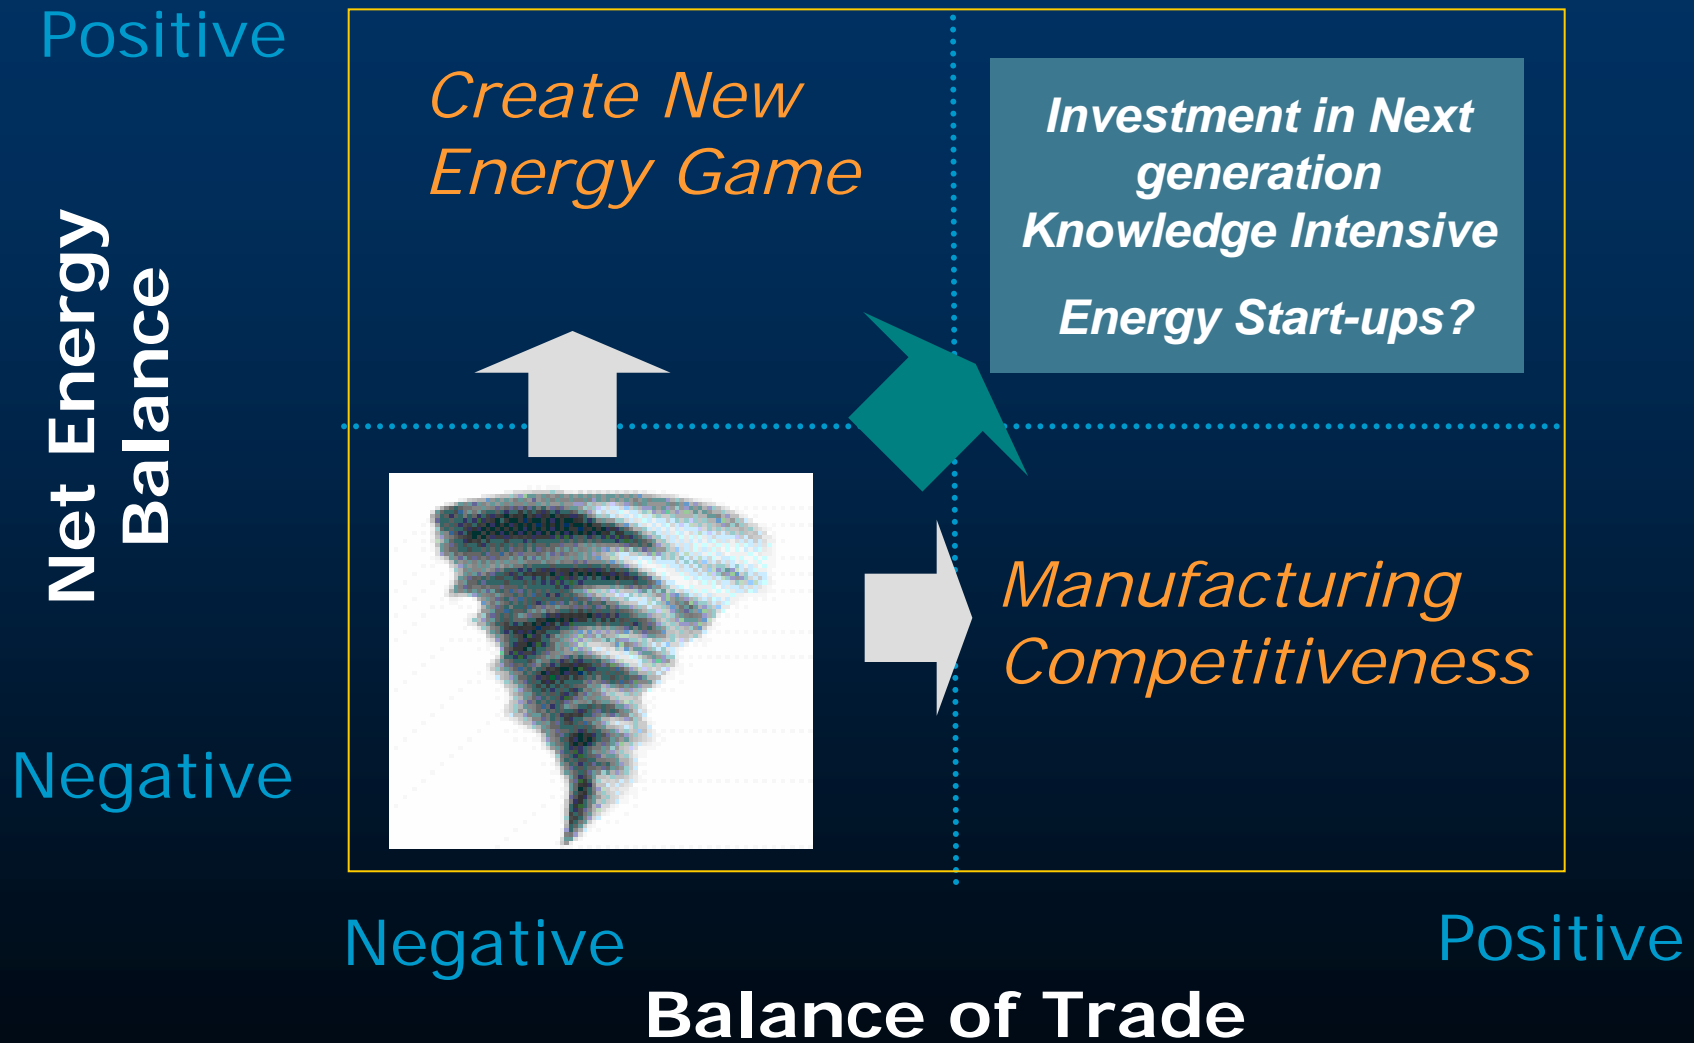 Positive
Create New
Energy Game
Investment in Next
generation
Knowledge Intensive
Energy Start-ups?
Net Energy
Balance
Manufacturing
Competitiveness
Negative
Negative
Positive
Balance of Trade